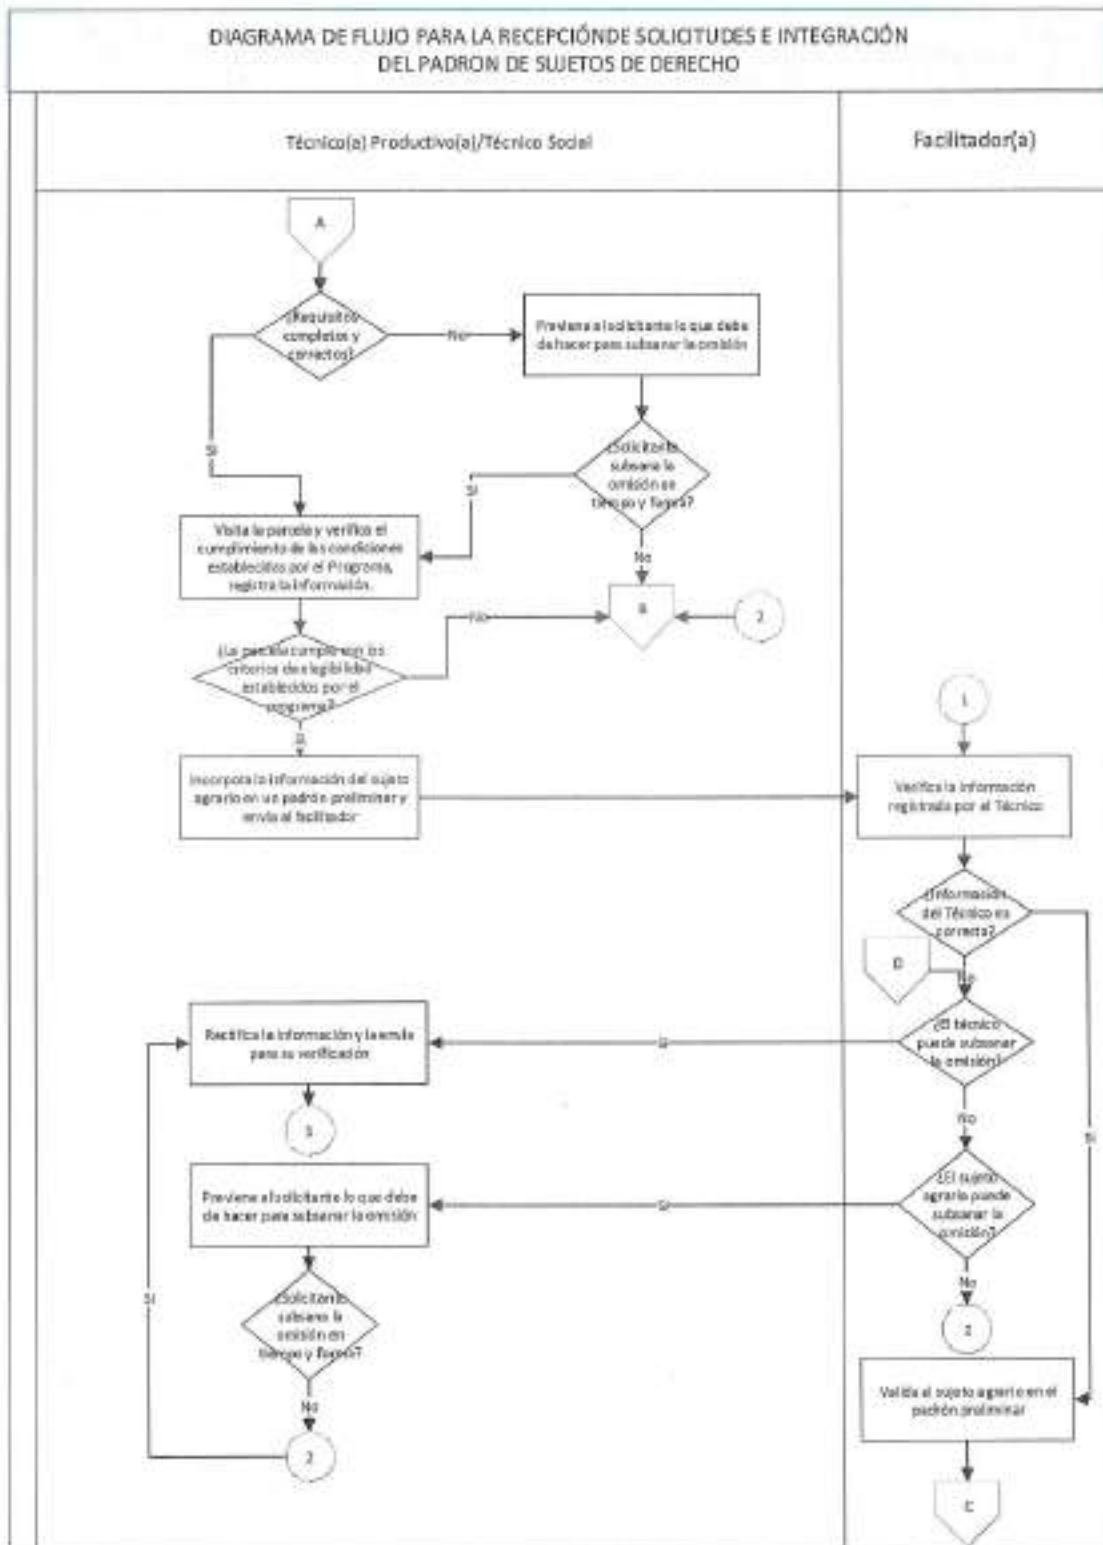 DIAGRAMA DE FLUJO PARA LA RECEPCIÓNDE SOLICITUDES E INTEGRACIÓN
DEL PADRON DE SUJETOS DE DERECHO
Técnico(a) Productivo(a)/Técnico Social
Facilitador(a)
A
¿Requisitos
completos y
correctos?
No
Previene al solicitante lo que debe
de hacer para subsanar la omisión
Si
¿Solicitante
subsana la
omisión en
tiempo y forma?
Si
No
Visita la parcela y verifica el
cumplimiento de las condiciones
establecidas por el Programa,
registra la información.
No
B
2
¿La parcela cumple con los
criterios de elegibilidad
establecidos por el
programa?
Si
1
Incorpora la información del sujeto
agrario en un padrón preliminar y
envía al facilitador
Verifica la información
registrada por el Técnico
¿Información
del Técnico es
correcta?
D
No
Rectifica la información y la envía
para su verificación
Si
¿El técnico
puede subsanar
la omisión?
1
No
Si
Previene al solicitante lo que debe
de hacer para subsanar la omisión
Si
¿El sujeto
agrario puede
subsanar la
omisión?
No
Si
¿Solicitante
subsana la
omisión en
tiempo y forma?
2
No
2
Valida al sujeto agrario en el
padrón preliminar
C